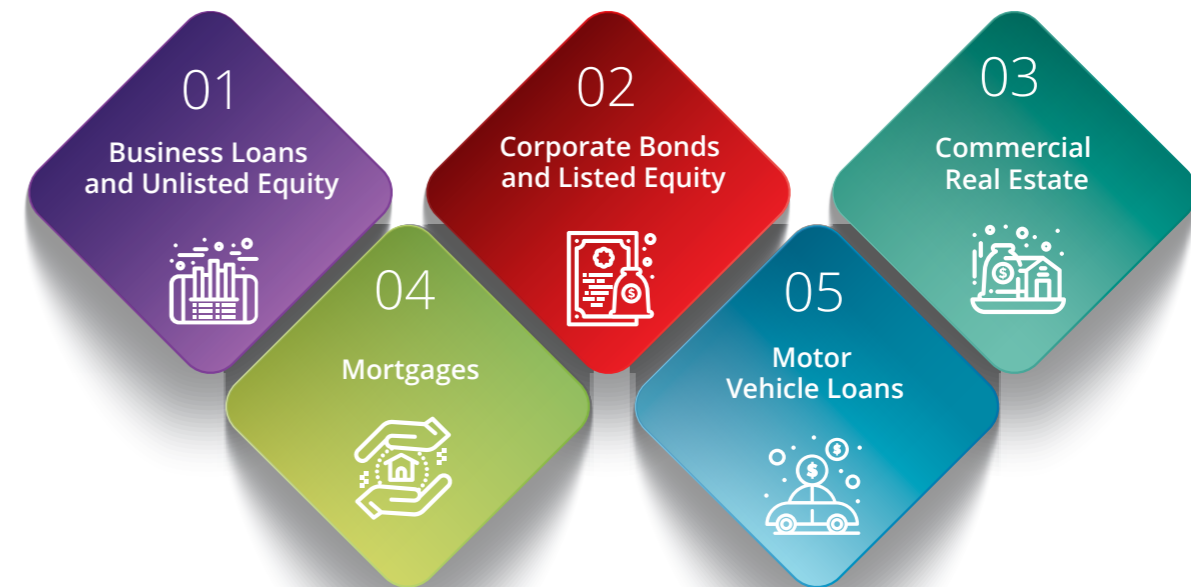 01
Business Loans
and Unlisted Equity
02
Corporate Bonds
and Listed Equity
03
Commercial
Real Estate
04
Mortgages
05
Motor
Vehicle Loans